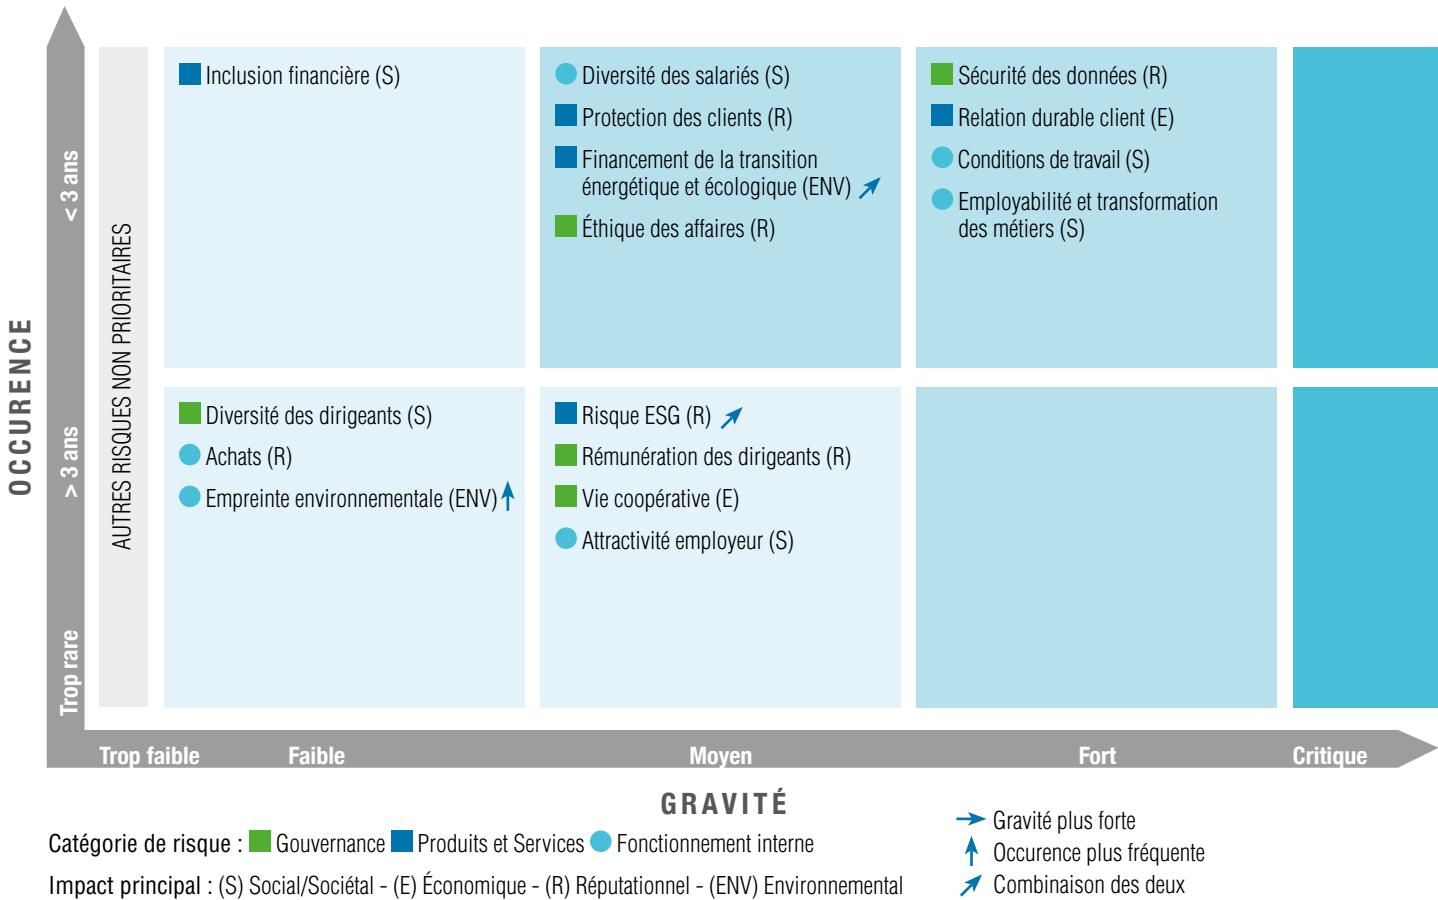 OCCURENCE
< 3 ans
> 3 ans
Trop rare
AUTRES RISQUES NON PRIORITAIRES
Inclusion financière (S)
Diversité des salariés (S)
Protection des clients (R)
Financement de la transition
énergétique et écologique (ENV)
Éthique des affaires (R)
Sécurité des données (R)
Relation durable client (E)
Conditions de travail (S)
Employabilité et transformation
des métiers (S)
Diversité des dirigeants (S)
Achats (R)
Empreinte environnementale (ENV)
Risque ESG (R)
Rémunération des dirigeants (R)
Vie coopérative (E)
Attractivité employeur (S)
Trop faible Faible Moyen Fort Critique
GRAVITÉ
Catégorie de risque : Gouvernance Produits et Services Fonctionnement interne
Impact principal : (S) Social/Sociétal - (E) Économique - (R) Réputationnel - (ENV) Environnemental
Gravité plus forte
Occurence plus fréquente
Combinaison des deux